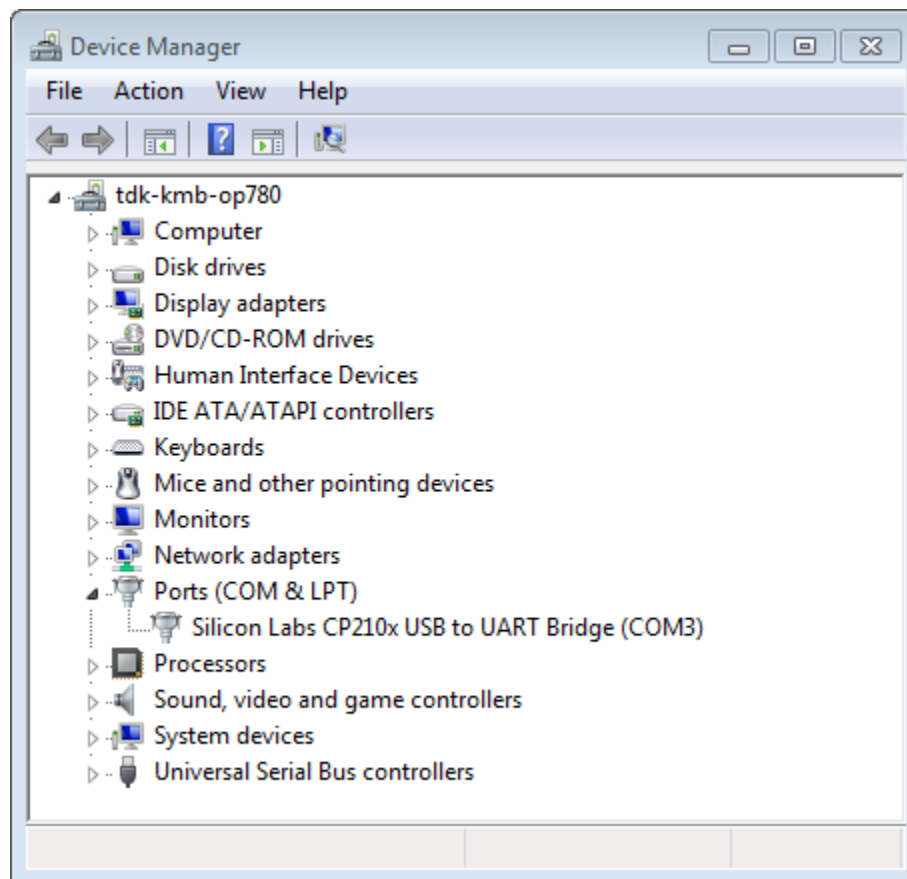 Device Manager
File Action View Help
?
tdk-kmb-op780
Computer
Disk drives
Display adapters
DVD/CD-ROM drives
Human Interface Devices
IDE ATA/ATAPI controllers
Keyboards
Mice and other pointing devices
Monitors
Network adapters
Ports (COM & LPT)
Silicon Labs CP210x USB to UART Bridge (COM3)
Processors
Sound, video and game controllers
System devices
Universal Serial Bus controllers